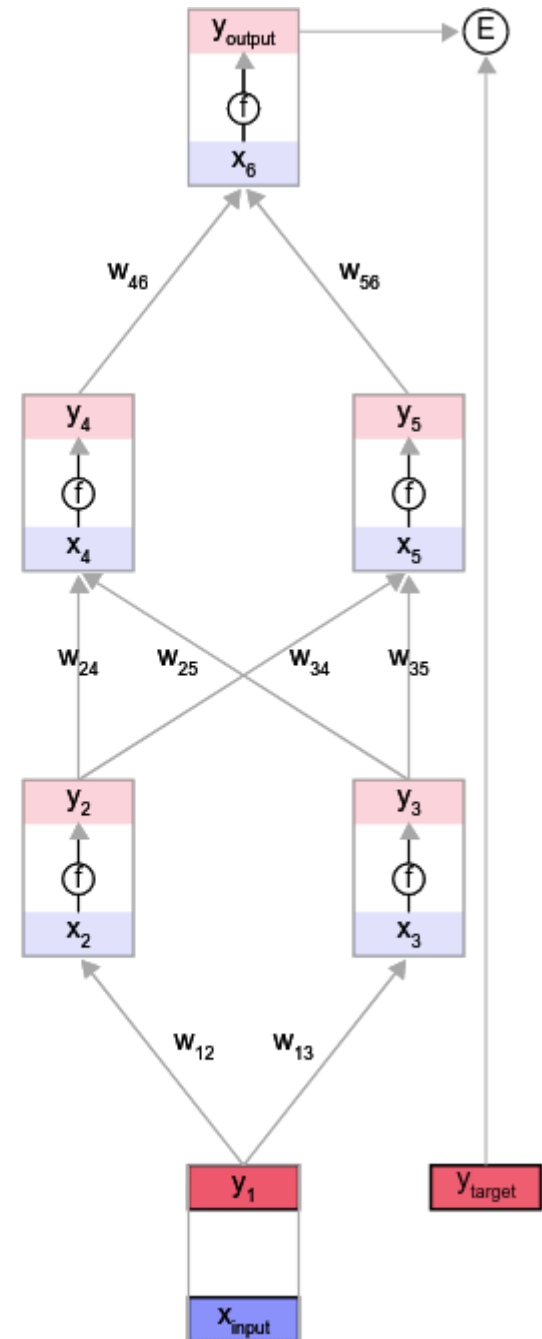 y_output E
f
x_6
w_46 w_56
y_4 y_5
f f
x_4 x_5
w_24 w_25 w_34 w_35
y_2 y_3
f f
x_2 x_3
w_12 w_13
y_1 y_target
x_input